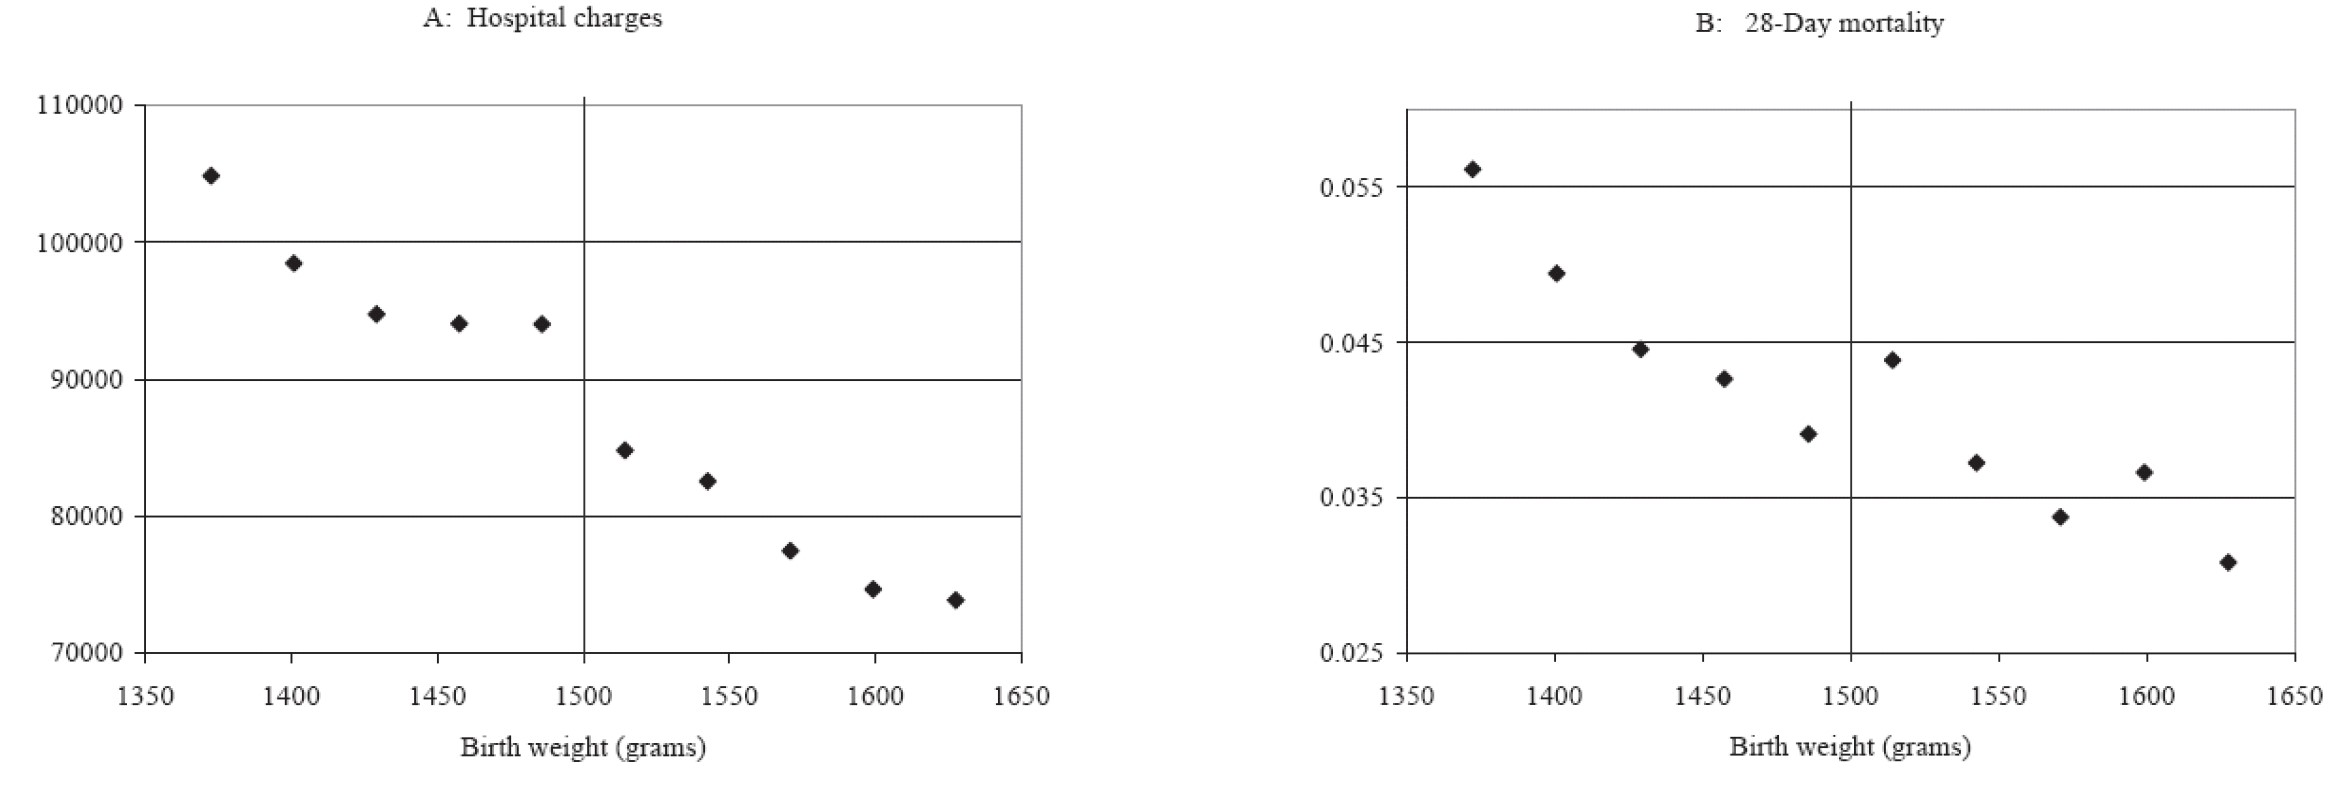 A: Hospital charges
110000
100000
90000
80000
70000
1350 1400 1450 1500 1550 1600 1650
Birth weight (grams)
B: 28-Day mortality
0.055
0.045
0.035
0.025
1350 1400 1450 1500 1550 1600 1650
Birth weight (grams)